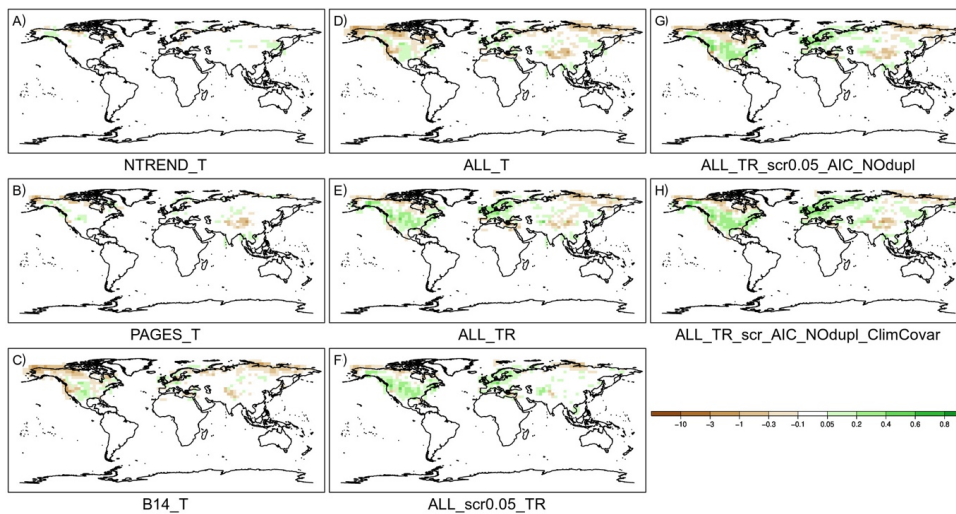 A)
NTREND_T
B)
PAGES_T
C)
B14_T
D)
ALL_T
E)
ALL_TR
F)
ALL_scr0.05_TR
G)
ALL_TR_scr0.05_AIC_NOdupl
H)
ALL_TR_scr_AIC_NOdupl_ClimCovar
−10 −3 −1 −0.3 −0.1 0.05 0.2 0.4 0.6 0.8